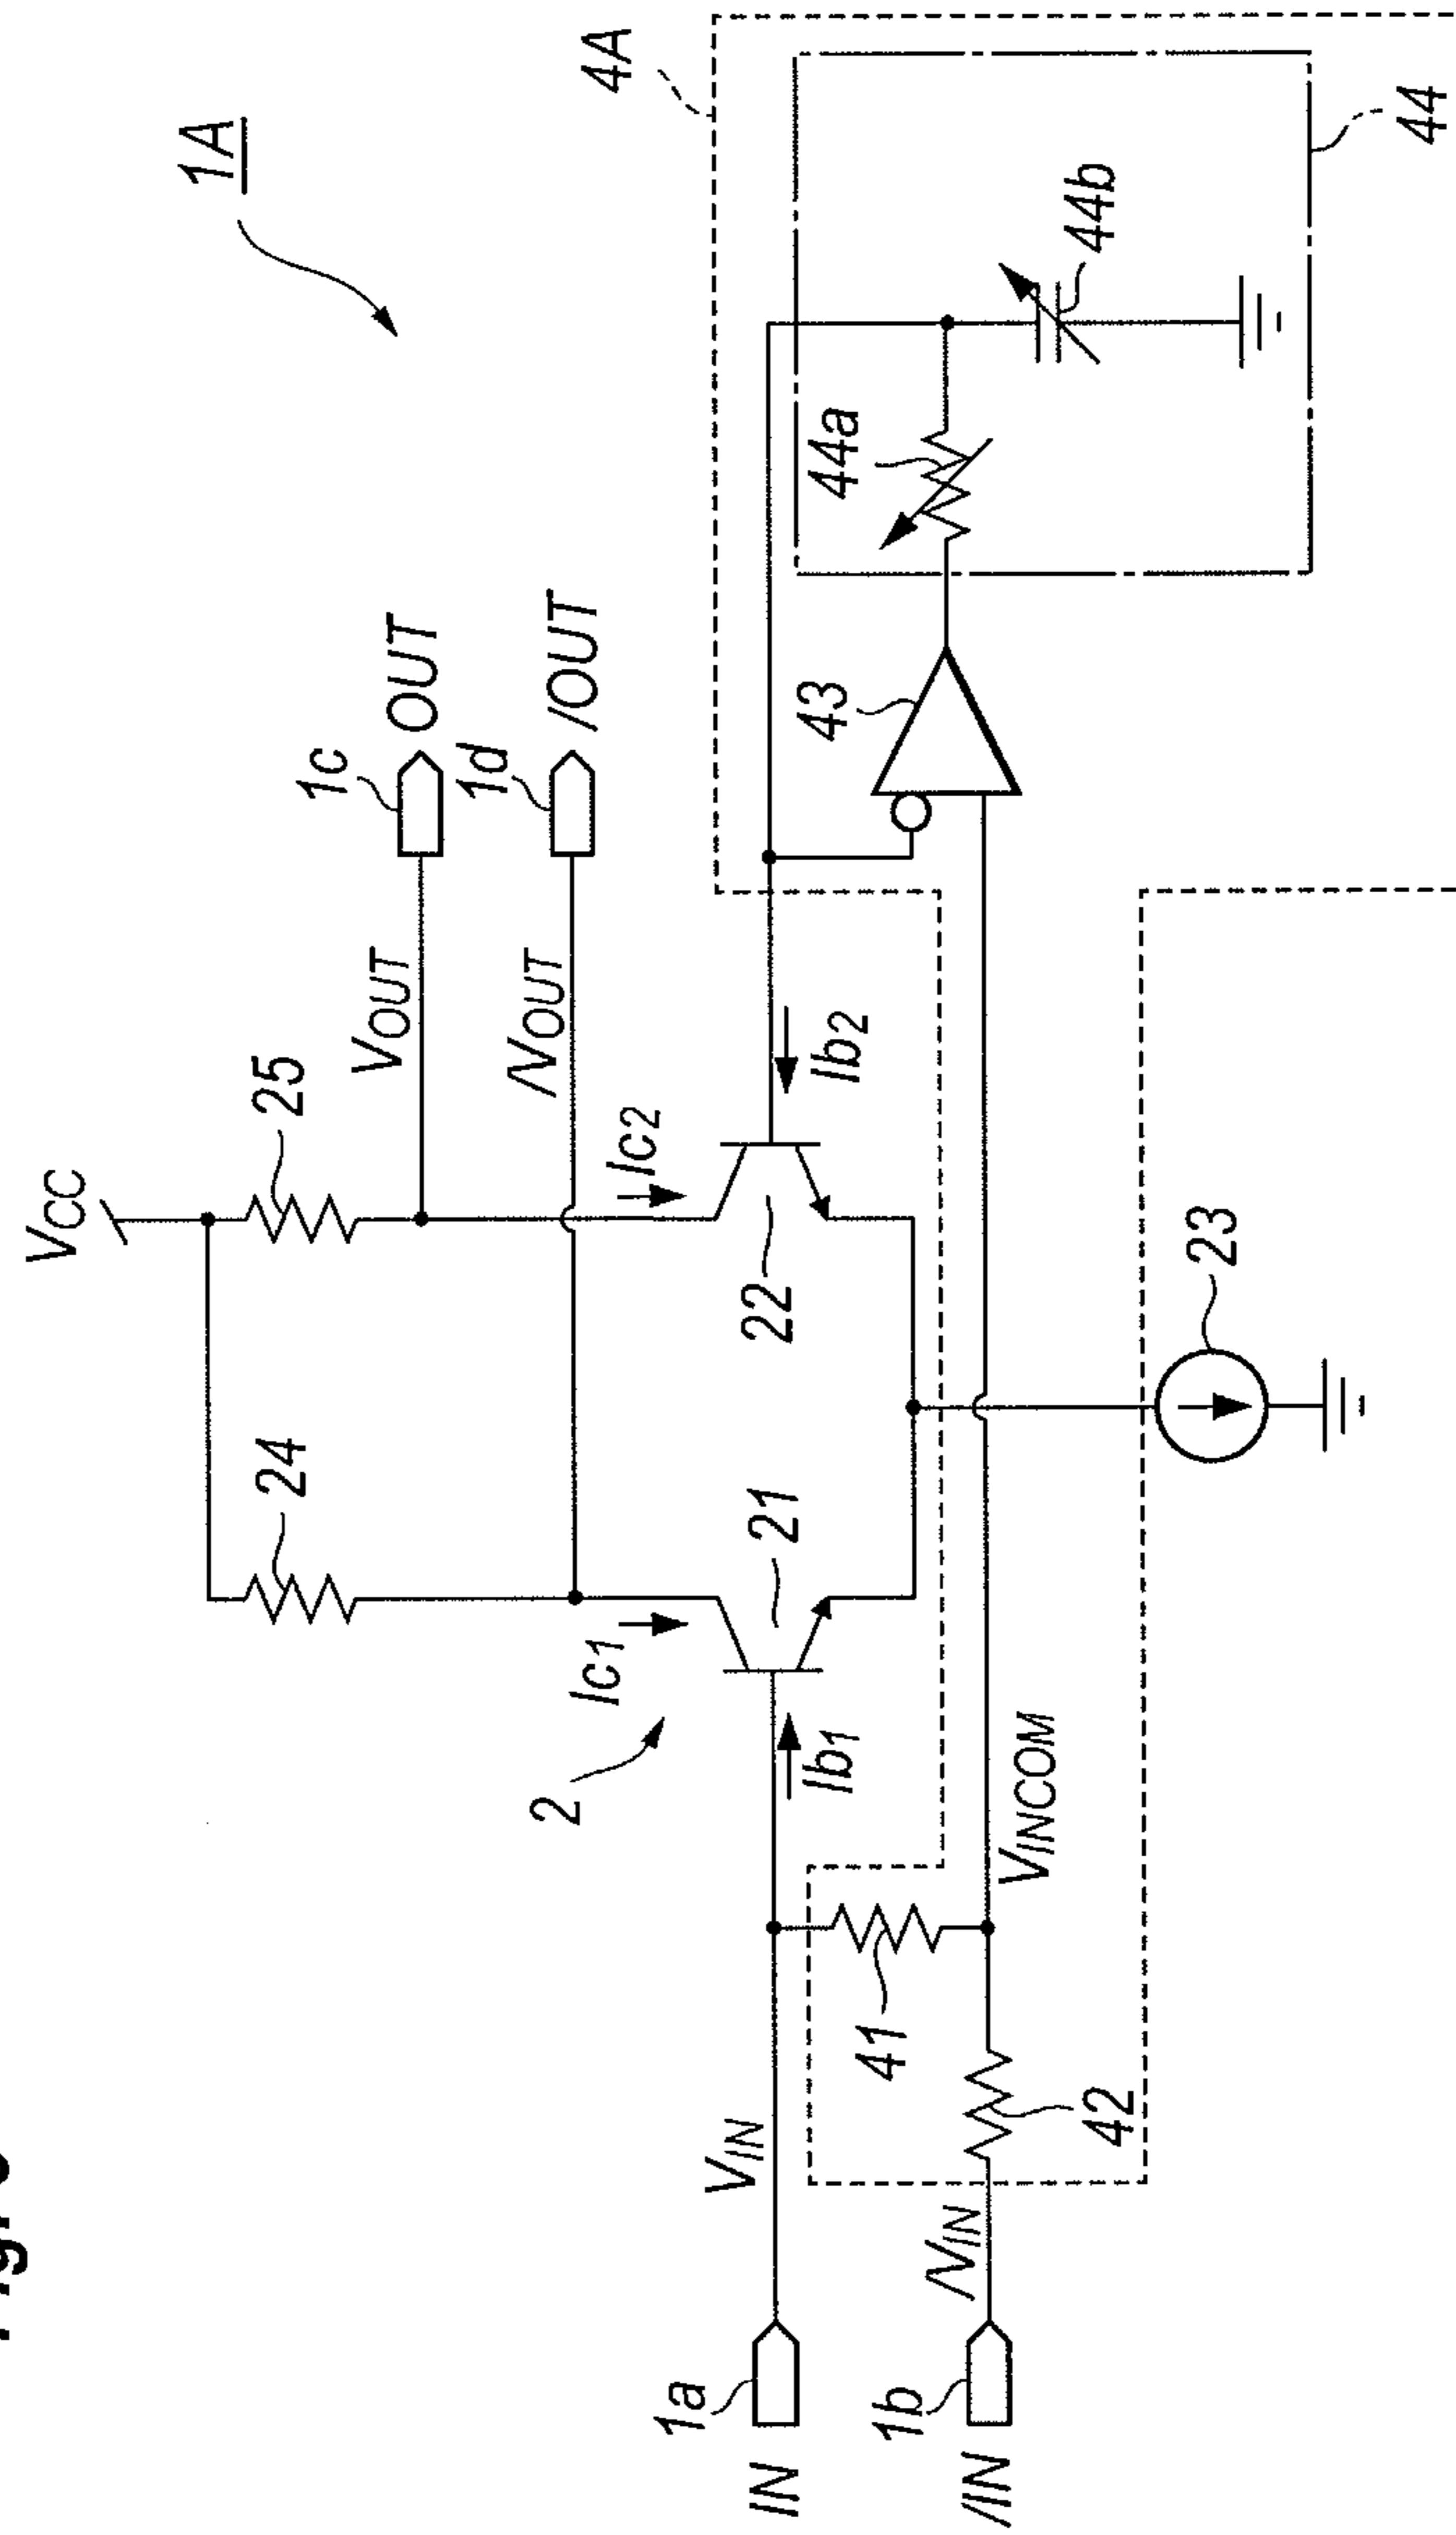 1A
4A
VCC
25
24
VOUT
1c
OUT
/VOUT
1d
/OUT
Ic1
Ic2
2
21
22
Ib1
Ib2
43
44a
44b
44
VIN
1a
IN
41
VINCOM
42
/VIN
1b
/IN
23